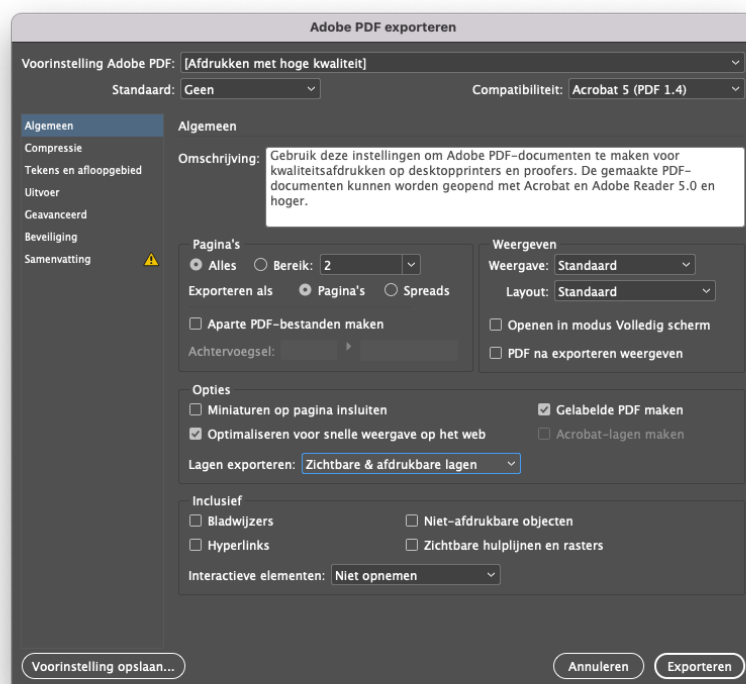 Adobe PDF exporteren
Voorinstelling Adobe PDF: [Afdrukken met hoge kwaliteit]
Standaard: Geen Compatibiliteit: Acrobat 5 (PDF 1.4)
Algemeen
Compressie
Tekens en afloopgebied
Uitvoer
Geavanceerd
Beveiliging
Samenvatting
Algemeen
Omschrijving: Gebruik deze instellingen om Adobe PDF-documenten te maken voor
kwaliteitsafdrukken op desktopprinters en proofers. De gemaakte PDF-
documenten kunnen worden geopend met Acrobat en Adobe Reader 5.0 en
hoger.
Pagina's
Alles Bereik: 2
Exporteren als Pagina's Spreads
Aparte PDF-bestanden maken
Achtervoegsel:
Weergeven
Weergave: Standaard
Layout: Standaard
Openen in modus Volledig scherm
PDF na exporteren weergeven
Opties
Miniaturen op pagina insluiten Gelabelde PDF maken
Optimaliseren voor snelle weergave op het web Acrobat-lagen maken
Lagen exporteren: Zichtbare & afdrukbare lagen
Inclusief
Bladwijzers Niet-afdrukbare objecten
Hyperlinks Zichtbare hulplijnen en rasters
Interactieve elementen: Niet opnemen
Voorinstelling opslaan... Annuleren Exporteren